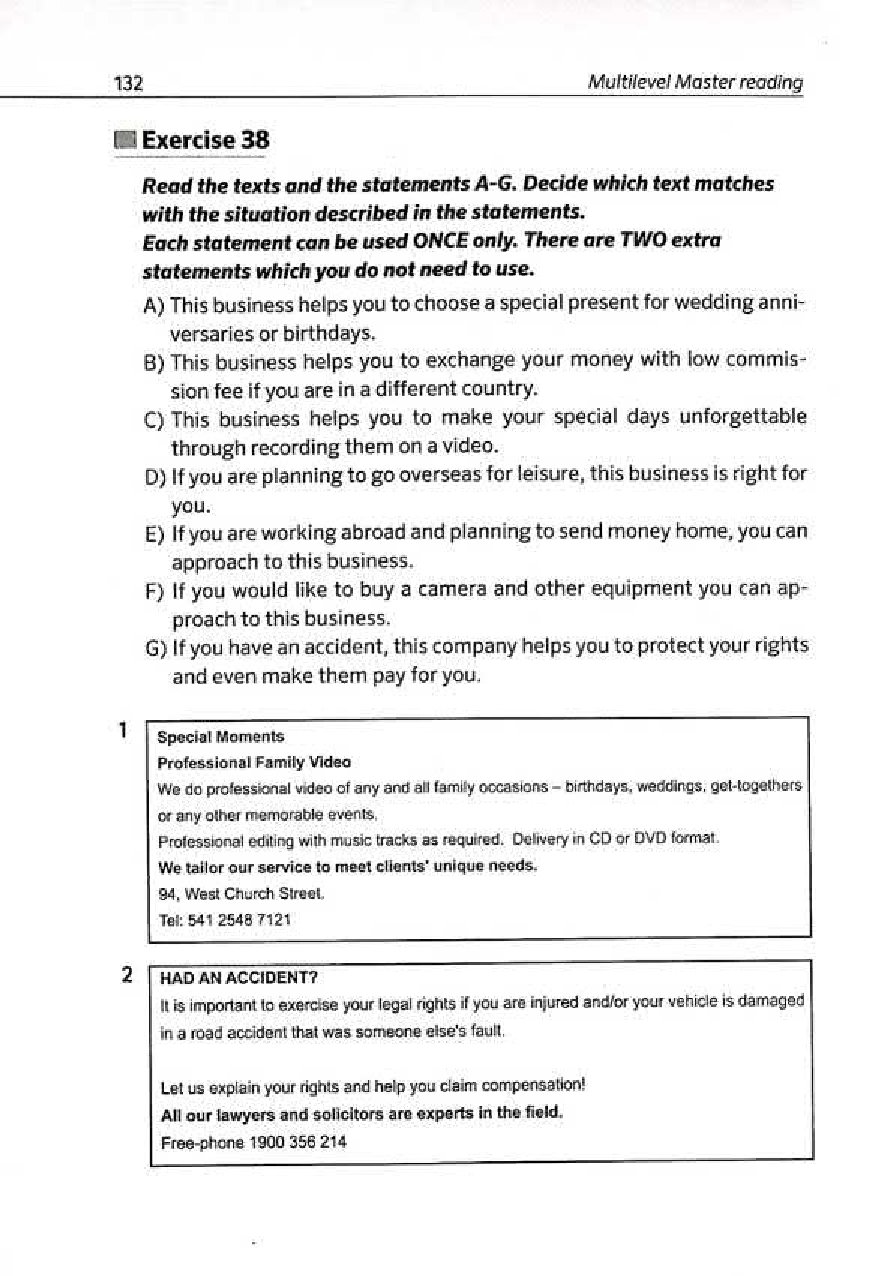 132
Multilevel Master reading
Exercise 38
Read the texts and the statements A-G. Decide which text matches
with the situation described in the statements.
Each statement can be used ONCE only. There are TWO extra
statements which you do not need to use.
A) This business helps you to choose a special present for wedding anni-
versaries or birthdays.
B) This business helps you to exchange your money with low commis-
sion fee if you are in a different country.
C) This business helps you to make your special days unforgettable
through recording them on a video.
D) If you are planning to go overseas for leisure, this business is right for
you.
E) If you are working abroad and planning to send money home, you can
approach to this business.
F) If you would like to buy a camera and other equipment you can ap-
proach to this business.
G) If you have an accident, this company helps you to protect your rights
and even make them pay for you.
1
Special Moments
Professional Family Video
We do professional video of any and all family occasions – birthdays, weddings, get-togethers
or any other memorable events.
Professional editing with music tracks as required. Delivery in CD or DVD format.
We tailor our service to meet clients' unique needs.
94, West Church Street.
Tel: 541 2548 7121
2
HAD AN ACCIDENT?
It is important to exercise your legal rights if you are injured and/or your vehicle is damaged
in a road accident that was someone else's fault.
Let us explain your rights and help you claim compensation!
All our lawyers and solicitors are experts in the field.
Free-phone 1900 356 214